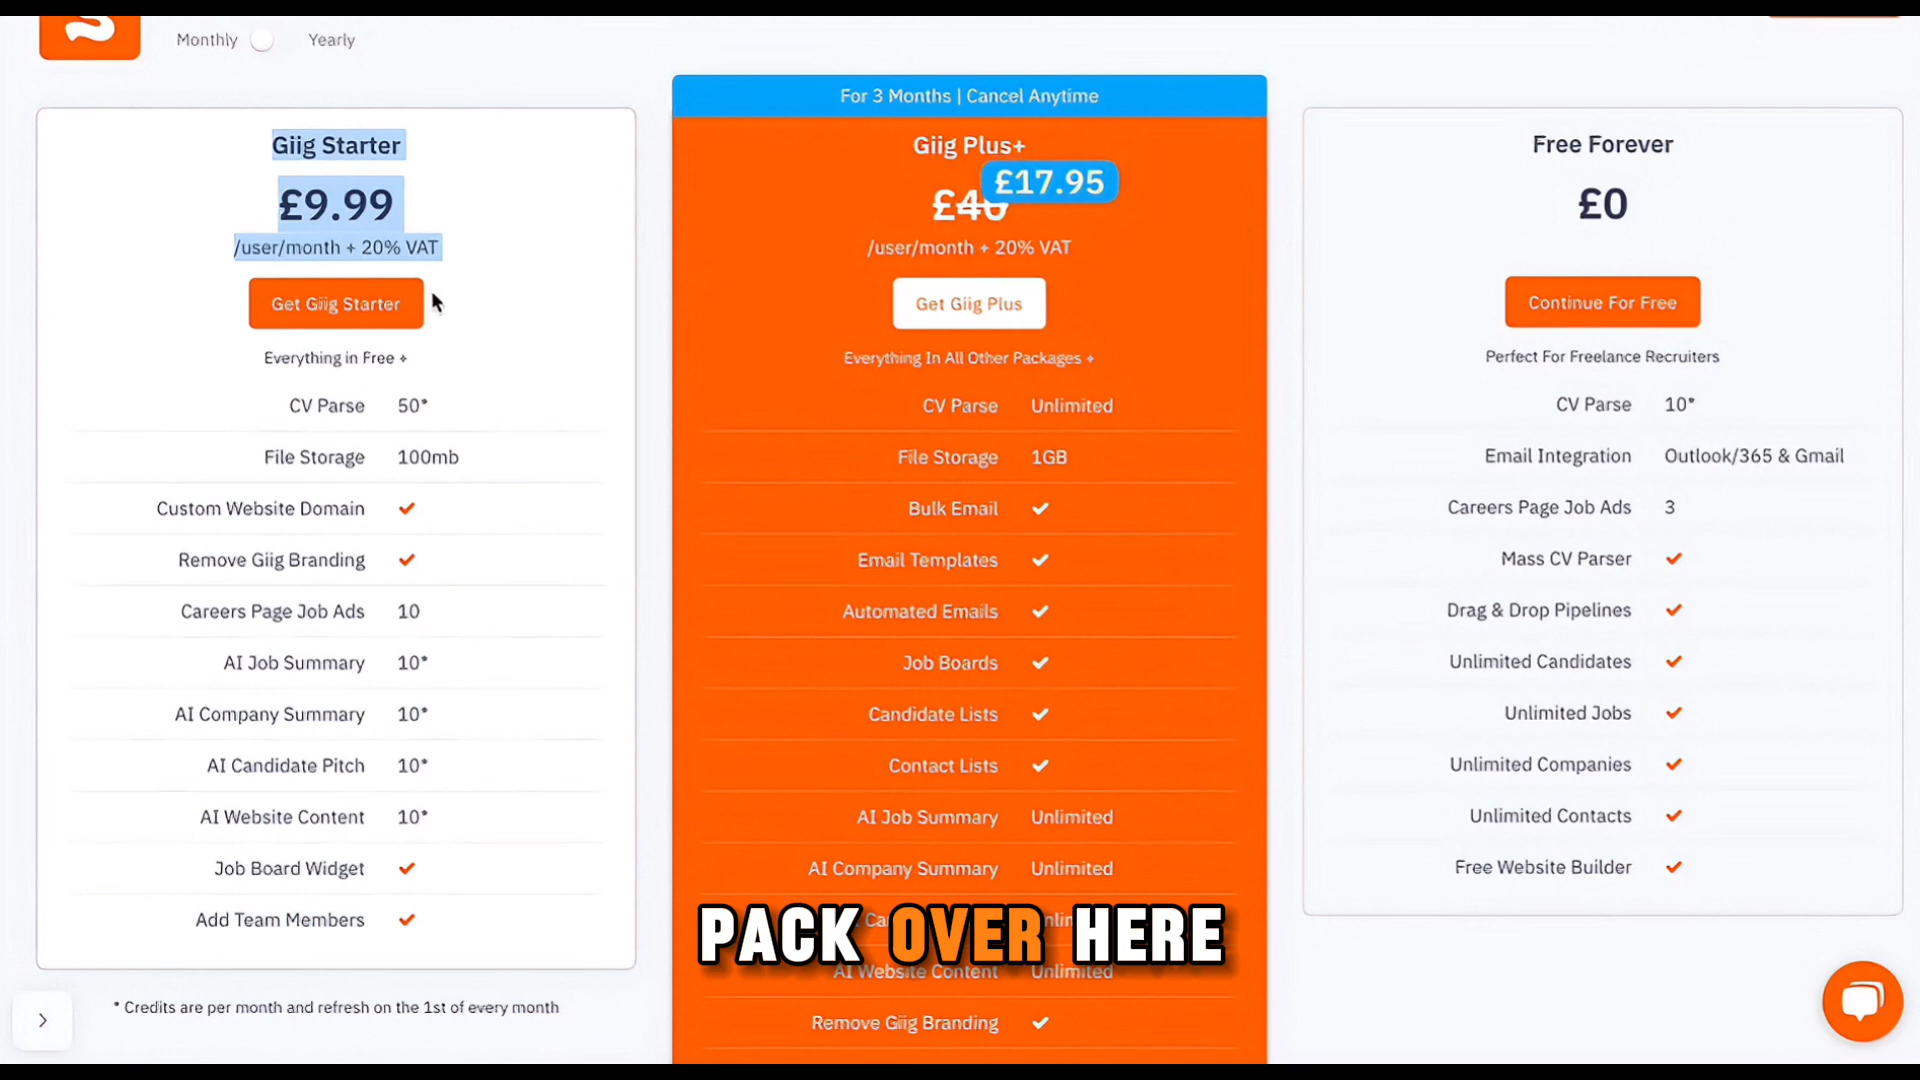 Monthly Yearly
Giig Starter
£9.99
/user/month + 20% VAT
Get Giig Starter
Everything in Free +
CV Parse 50*
File Storage 100mb
Custom Website Domain
Remove Giig Branding
Careers Page Job Ads 10
AI Job Summary 10*
AI Company Summary 10*
AI Candidate Pitch 10*
AI Website Content 10*
Job Board Widget
Add Team Members
* Credits are per month and refresh on the 1st of every month
For 3 Months | Cancel Anytime
Giig Plus+
£40
£17.95
/user/month + 20% VAT
Get Giig Plus
Everything In All Other Packages +
CV Parse Unlimited
File Storage 1GB
Bulk Email
Email Templates
Automated Emails
Job Boards
Candidate Lists
Contact Lists
AI Job Summary Unlimited
AI Company Summary Unlimited
PACK OVER HERE
AI Website Content Unlimited
Remove Giig Branding
Free Forever
£0
Continue For Free
Perfect For Freelance Recruiters
CV Parse 10*
Email Integration Outlook/365 & Gmail
Careers Page Job Ads 3
Mass CV Parser
Drag & Drop Pipelines
Unlimited Candidates
Unlimited Jobs
Unlimited Companies
Unlimited Contacts
Free Website Builder